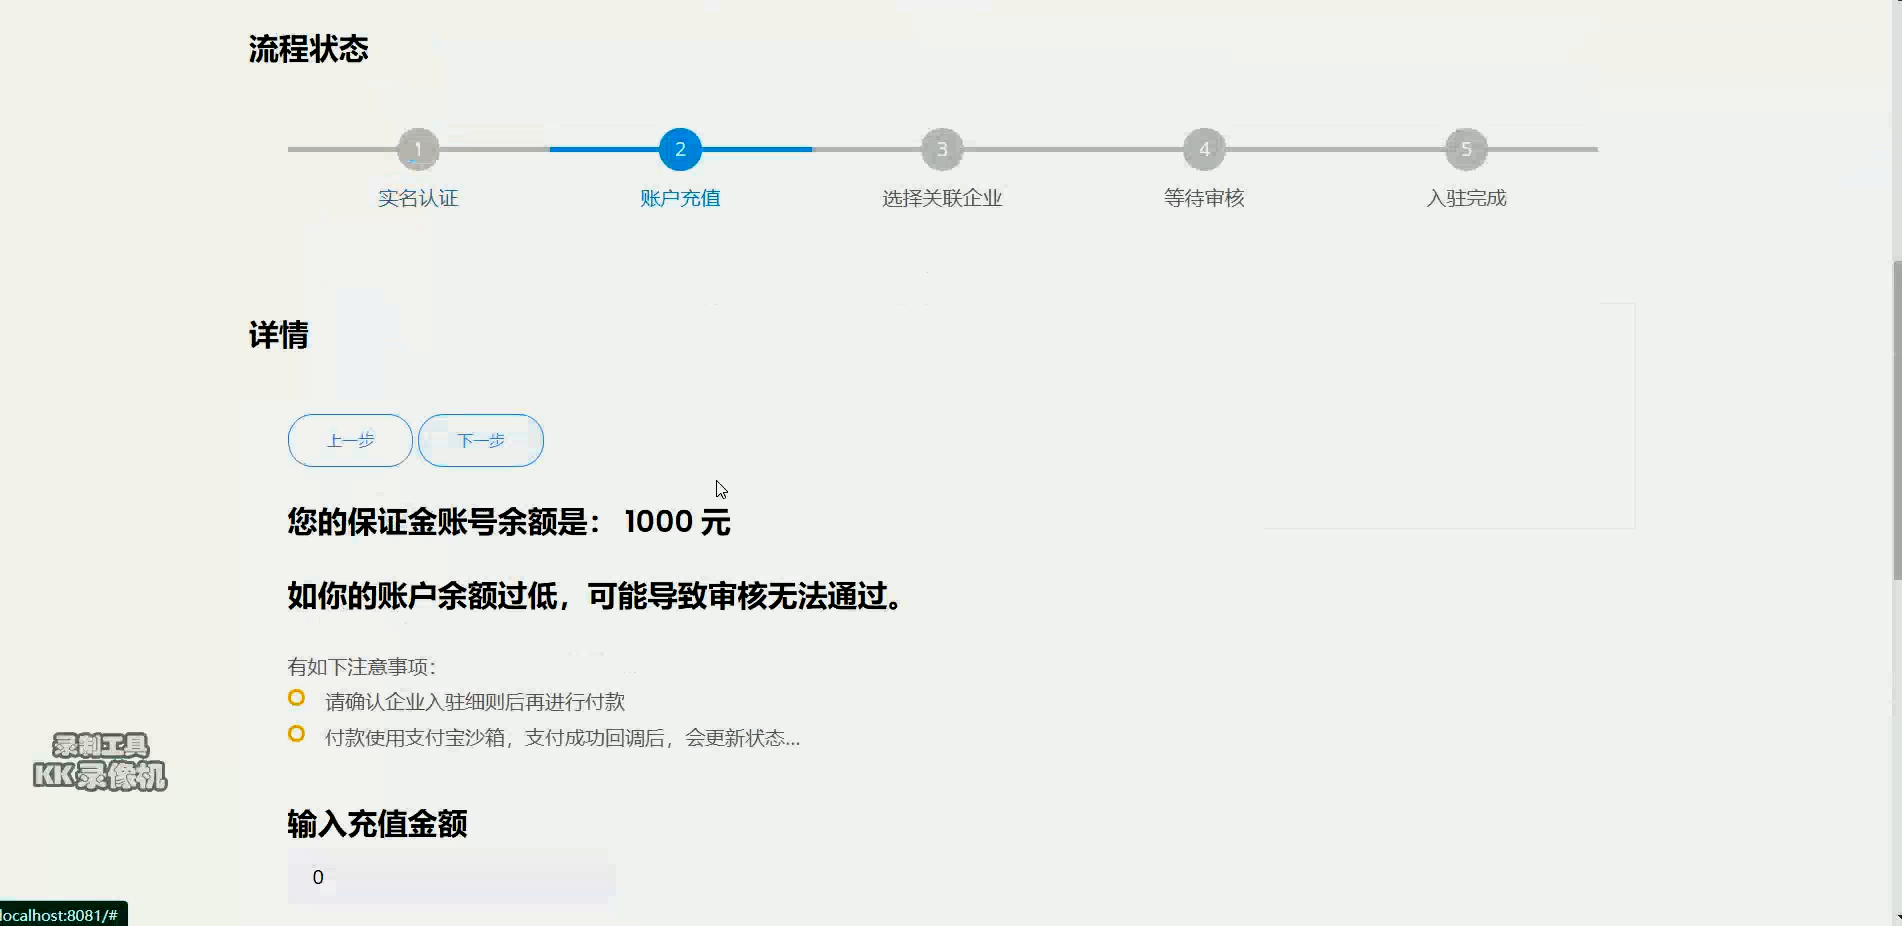 流程状态
1
2
3
4
5
实名认证
账户充值
选择关联企业
等待审核
入驻完成
详情
上一步
下一步
您的保证金账号余额是： 1000 元
如你的账户余额过低，可能导致审核无法通过。
有如下注意事项：
请确认企业入驻细则后再进行付款
付款使用支付宝沙箱，支付成功回调后，会更新状态...
录制工具
KK录像机
输入充值金额
0
localhost:8081/#